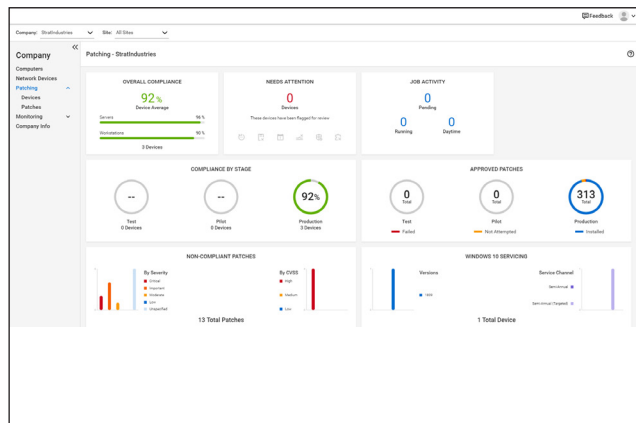 Feedback
Company: StratIndustries Site: All Sites
Company
Patching - StratIndustries
Computers
Network Devices
Patching
Devices
Patches
Monitoring
Company Info
OVERALL COMPLIANCE
92%
Device Average
Servers 96 %
Workstations 90 %
3 Devices
NEEDS ATTENTION
0
Devices
These devices have been flagged for review
JOB ACTIVITY
0
Pending
0 0
Running Daytime
COMPLIANCE BY STAGE
-- -- 92%
Test Pilot Production
0 Devices 0 Devices 3 Devices
APPROVED PATCHES
0 0 313
Total Total Total
Test Pilot Production
Failed Not Attempted Installed
NON-COMPLIANT PATCHES
By Severity
Critical
Important
Moderate
Low
Unspecified
By CVSS
High
Medium
Low
13 Total Patches
WINDOWS 10 SERVICING
Versions
Service Channel
Semi-Annual
Semi-Annual (Targeted)
1 Total Device